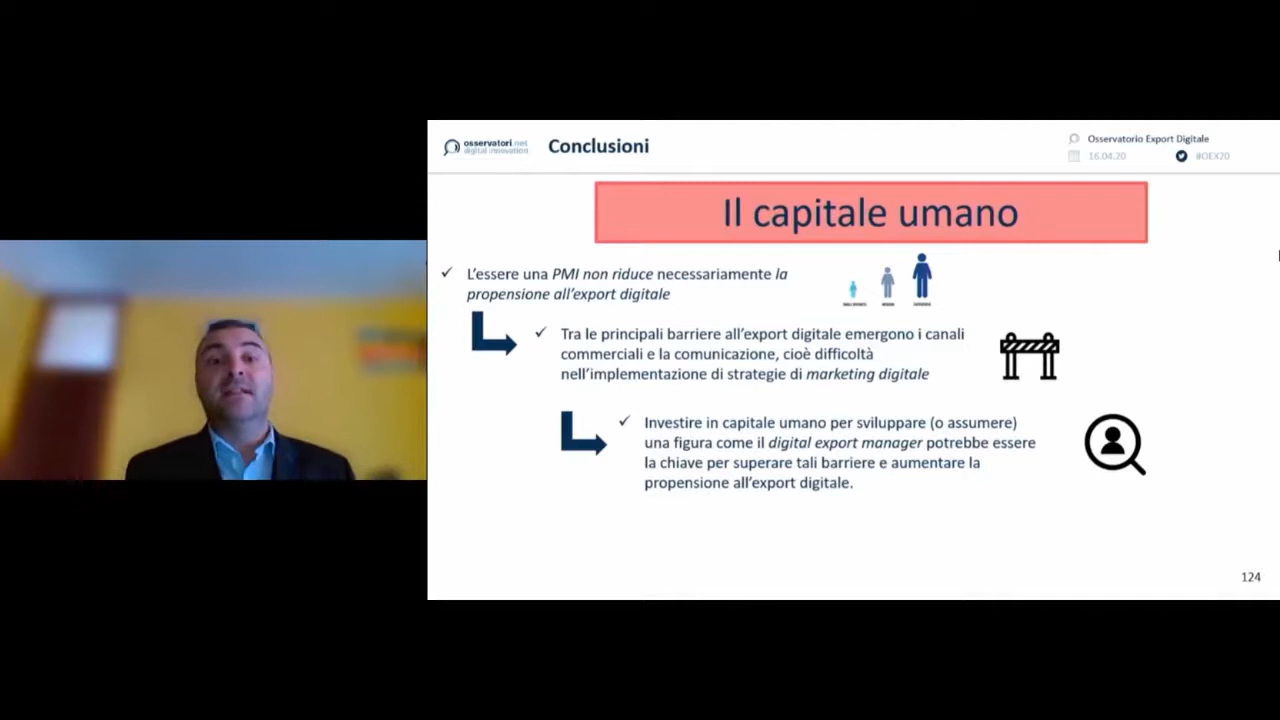 osservatori.net
digital innovation
Conclusioni
Osservatorio Export Digitale
16.04.20
#OEX20
Il capitale umano
✓ L'essere una PMI non riduce necessariamente la
propensione all'export digitale
✓ Tra le principali barriere all'export digitale emergono i canali
commerciali e la comunicazione, cioè difficoltà
nell'implementazione di strategie di marketing digitale
✓ Investire in capitale umano per sviluppare (o assumere)
una figura come il digital export manager potrebbe essere
la chiave per superare tali barriere e aumentare la
propensione all'export digitale.
124